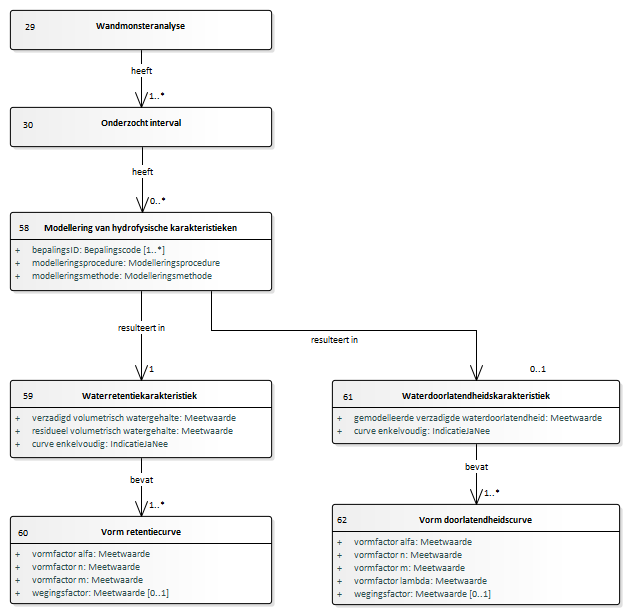 29 Wandmonsteranalyse
heeft
1..*
30 Onderzocht interval
heeft
0..*
58 Modellering van hydrofysische karakteristieken
+ bepalingsID: Bepalingscode [1..*]
+ modelleringsprocedure: Modelleringsprocedure
+ modelleringsmethode: Modelleringsmethode
resulteert in
1
resulteert in
0..1
59 Waterretentiekarakteristiek
+ verzadigd volumetrisch watergehalte: Meetwaarde
+ residueel volumetrisch watergehalte: Meetwaarde
+ curve enkelvoudig: IndicatieJaNee
61 Waterdoorlatendheidskarakteristiek
+ gemodelleerde verzadigde waterdoorlatendheid: Meetwaarde
+ curve enkelvoudig: IndicatieJaNee
bevat
1..*
bevat
1..*
60 Vorm retentiecurve
+ vormfactor alfa: Meetwaarde
+ vormfactor n: Meetwaarde
+ vormfactor m: Meetwaarde
+ wegingsfactor: Meetwaarde [0..1]
62 Vorm doorlatendheidscurve
+ vormfactor alfa: Meetwaarde
+ vormfactor n: Meetwaarde
+ vormfactor m: Meetwaarde
+ vormfactor lambda: Meetwaarde
+ wegingsfactor: Meetwaarde [0..1]